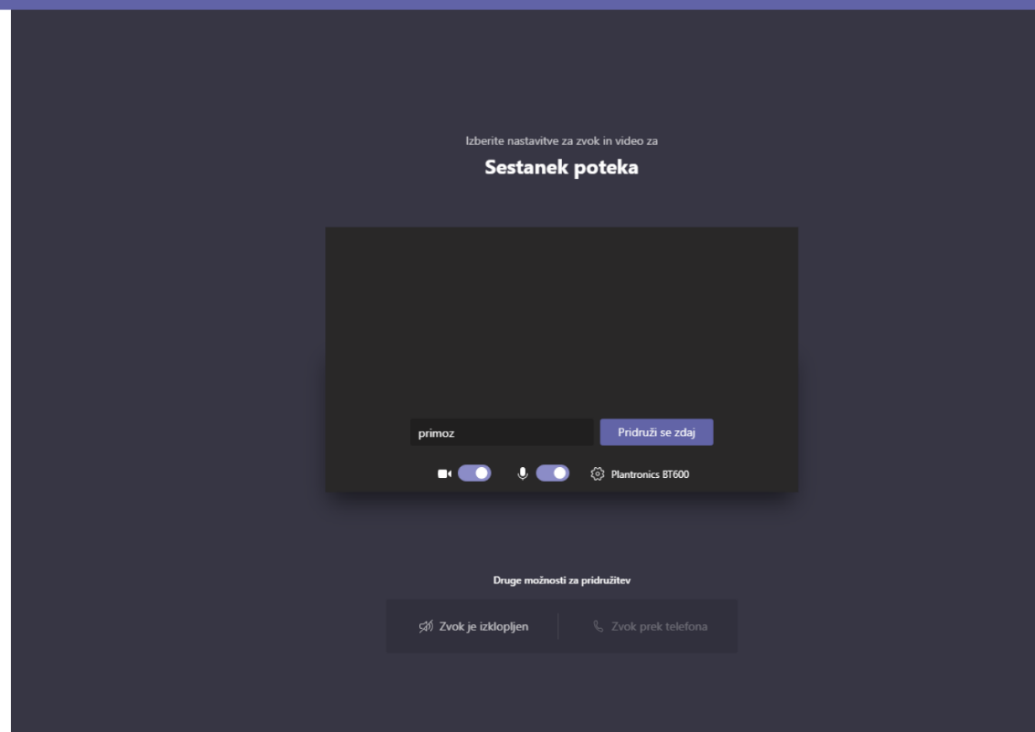 Izberite nastavitve za zvok in video za
Sestanek poteka
primoz
Pridruži se zdaj
Plantronics BT600
Druge možnosti za pridružitev
Zvok je izklopljen
Zvok prek telefona